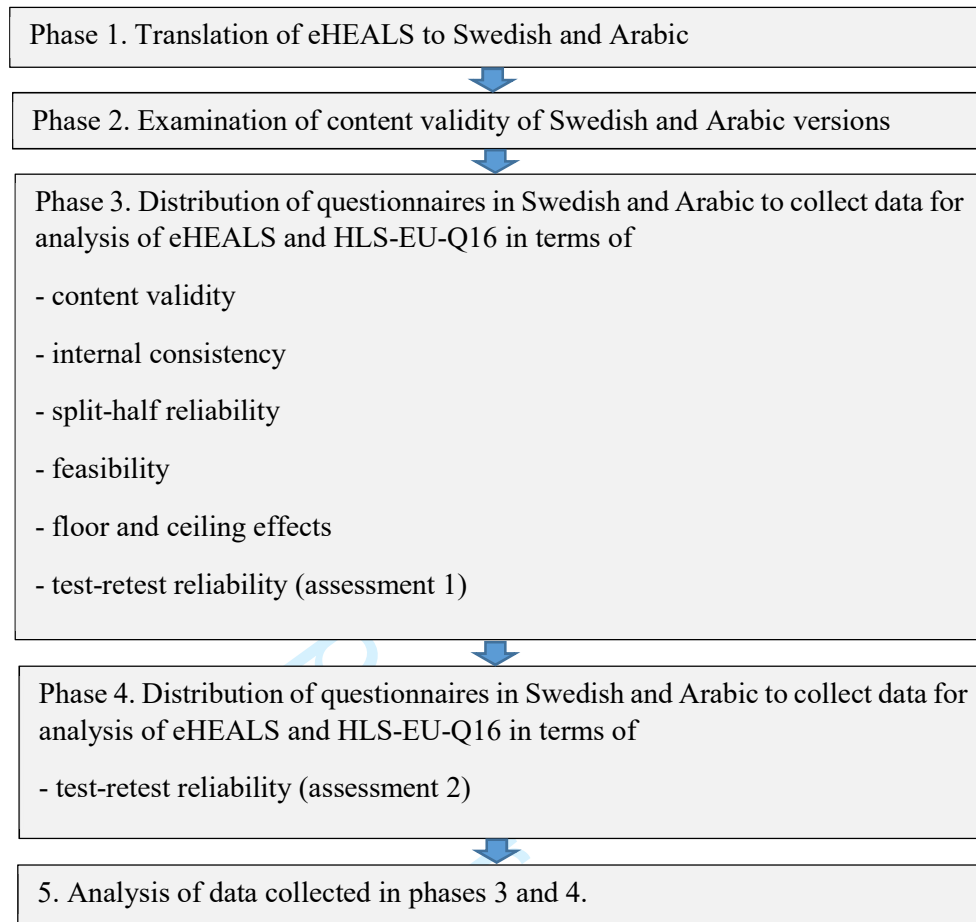 Phase 1. Translation of eHEALS to Swedish and Arabic
Phase 2. Examination of content validity of Swedish and Arabic versions
Phase 3. Distribution of questionnaires in Swedish and Arabic to collect data for
analysis of eHEALS and HLS-EU-Q16 in terms of
- content validity
- internal consistency
- split-half reliability
- feasibility
- floor and ceiling effects
- test-retest reliability (assessment 1)
Phase 4. Distribution of questionnaires in Swedish and Arabic to collect data for
analysis of eHEALS and HLS-EU-Q16 in terms of
- test-retest reliability (assessment 2)
5. Analysis of data collected in phases 3 and 4.